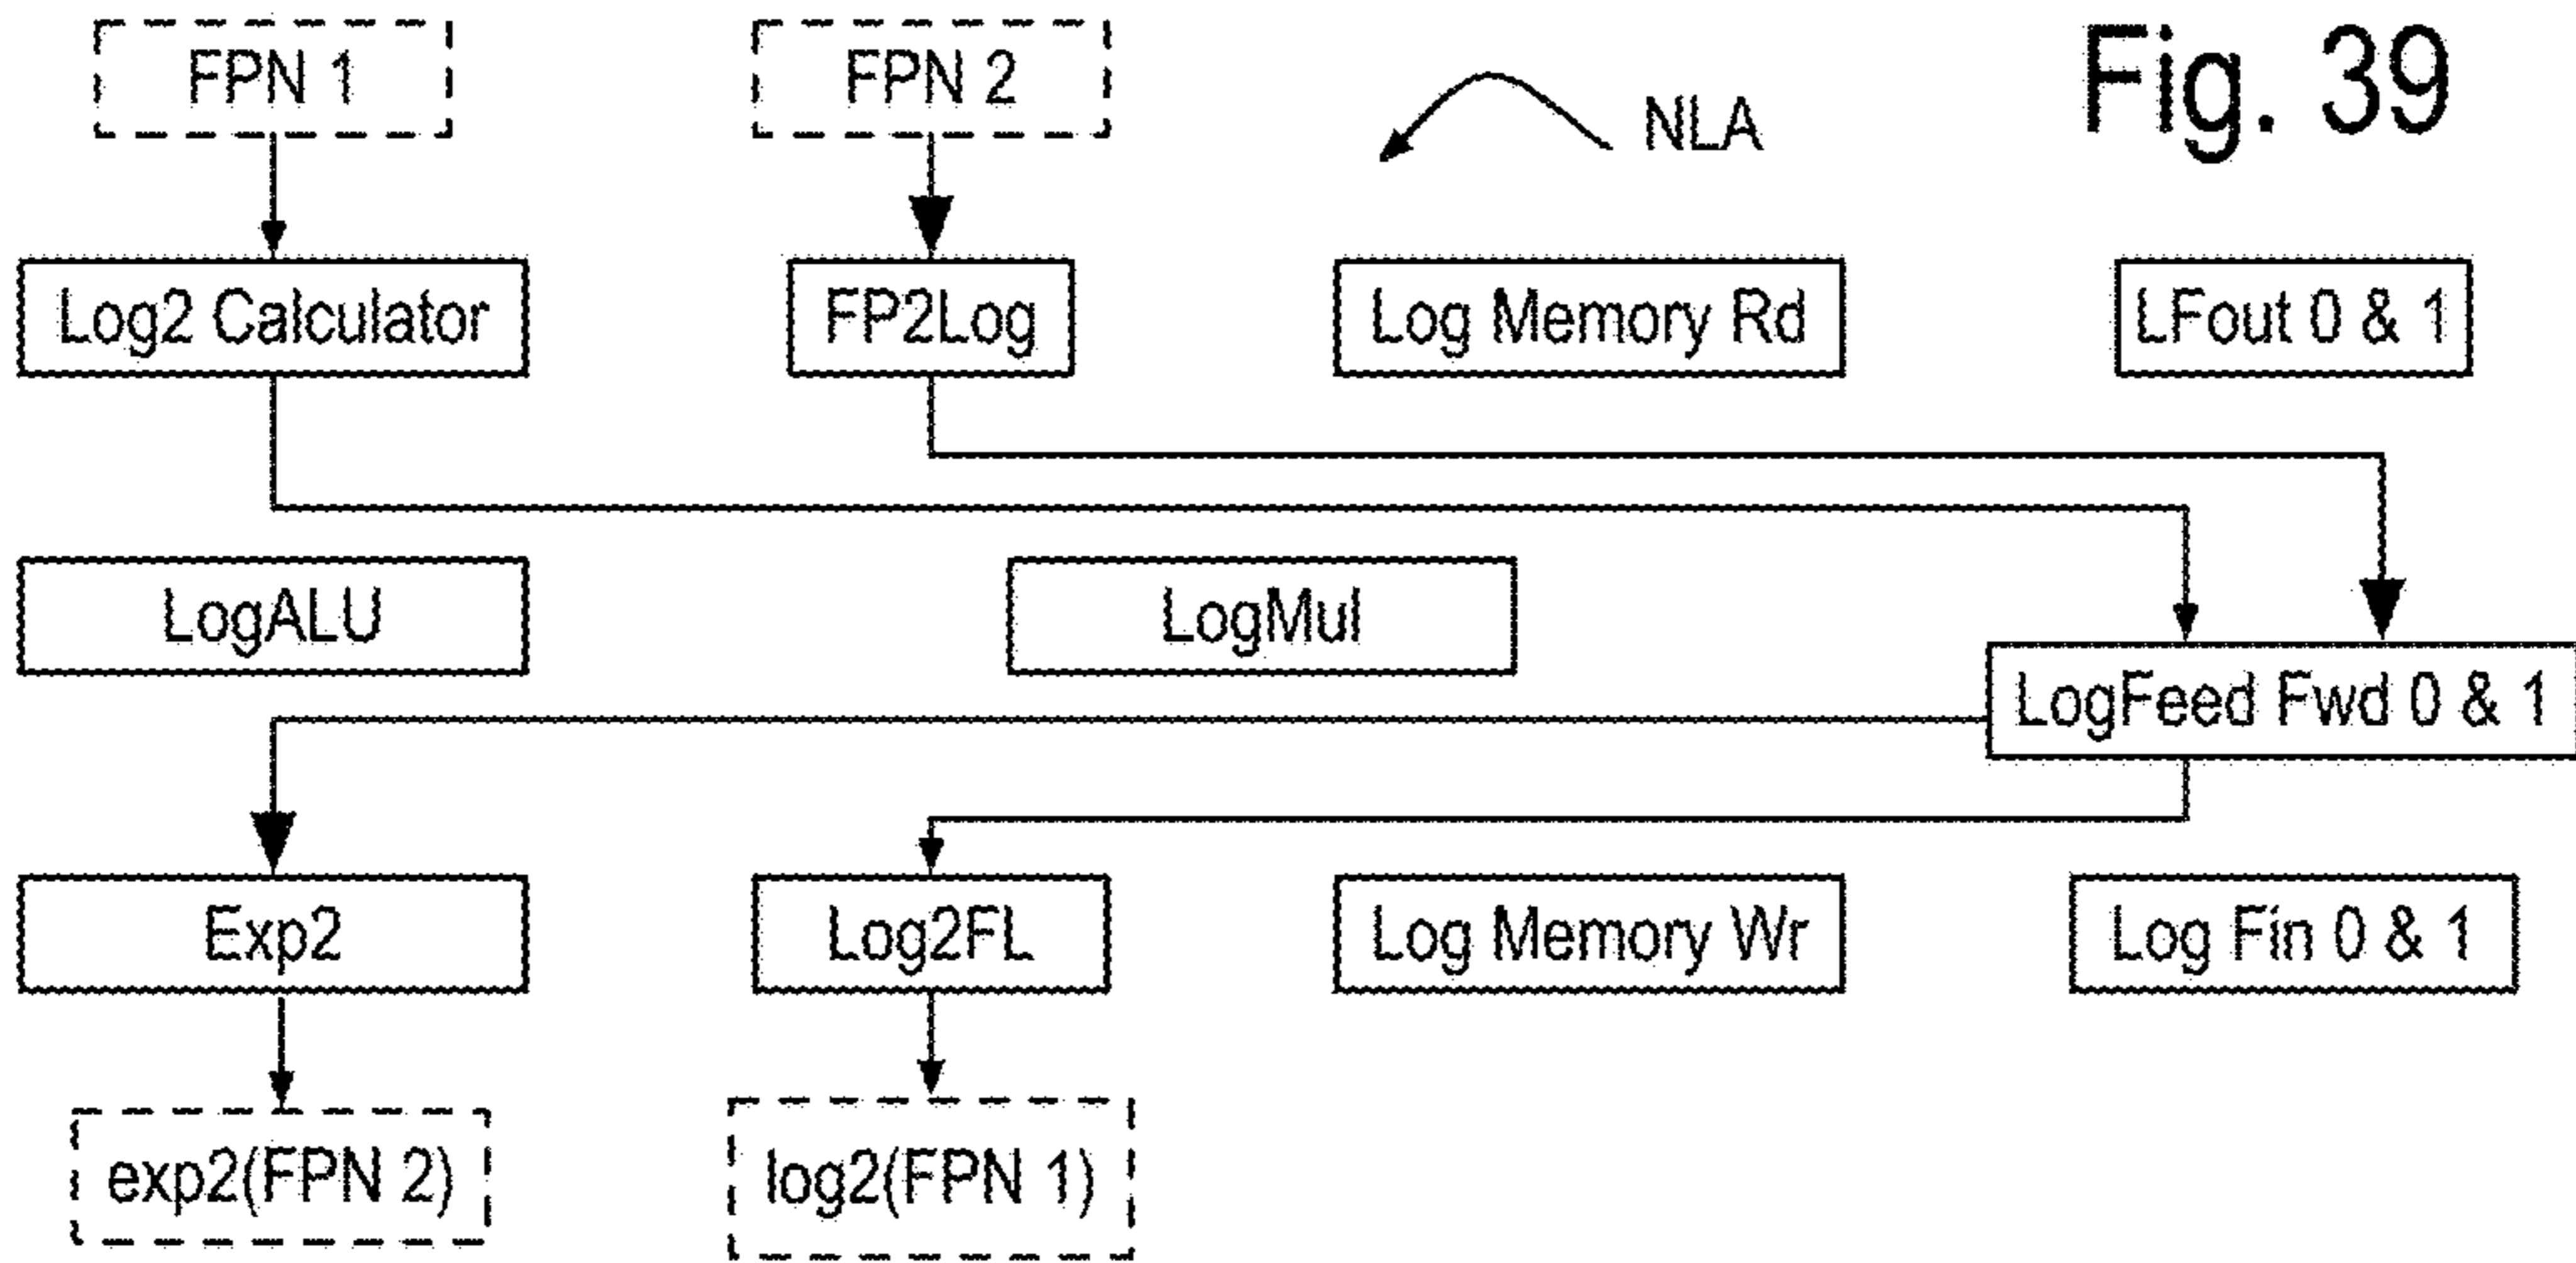 FPN 1
FPN 2
NLA
Fig. 39
Log2 Calculator
FP2Log
Log Memory Rd
LFout 0 & 1
LogALU
LogMul
LogFeed Fwd 0 & 1
Exp2
Log2FL
Log Memory Wr
Log Fin 0 & 1
exp2(FPN 2)
log2(FPN 1)